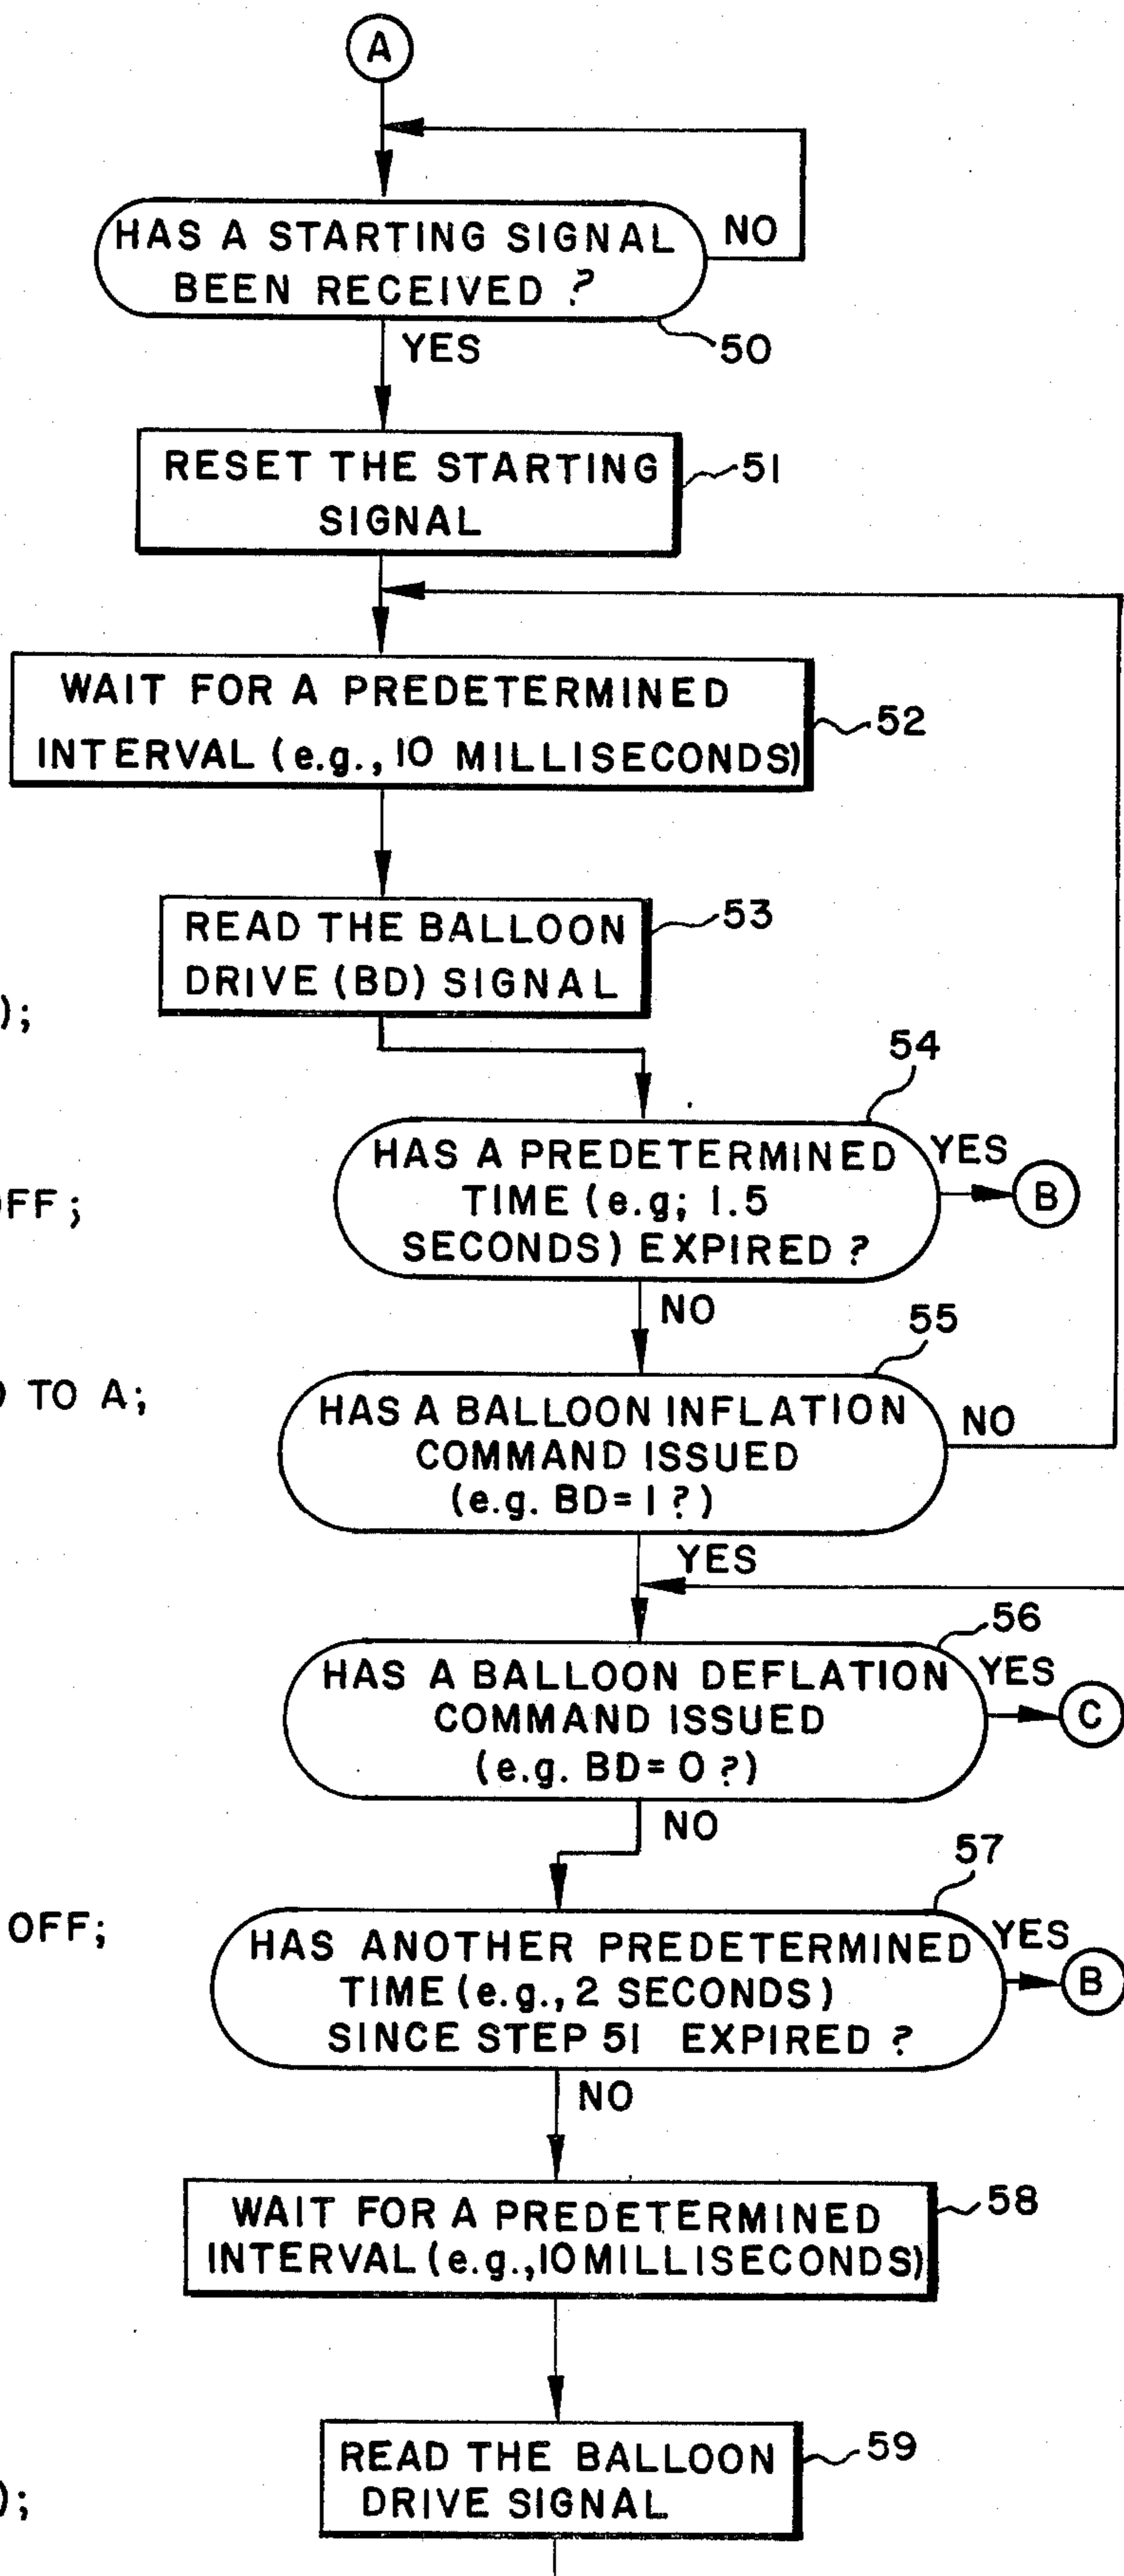 A
HAS A STARTING SIGNAL
BEEN RECEIVED ?
NO
50
YES
RESET THE STARTING
SIGNAL
51
WAIT FOR A PREDETERMINED
INTERVAL (e.g., 10 MILLISECONDS)
52
READ THE BALLOON
DRIVE (BD) SIGNAL
53
);
54
HAS A PREDETERMINED
TIME (e.g; 1.5
SECONDS) EXPIRED ?
YES
B
FF;
NO
55
TO A;
HAS A BALLOON INFLATION
COMMAND ISSUED
(e.g. BD=1 ?)
NO
YES
56
HAS A BALLOON DEFLATION
COMMAND ISSUED
(e.g. BD=0 ?)
YES
C
NO
57
OFF;
HAS ANOTHER PREDETERMINED
TIME (e.g., 2 SECONDS)
SINCE STEP 51 EXPIRED ?
YES
B
NO
WAIT FOR A PREDETERMINED
INTERVAL (e.g., 10 MILLISECONDS)
58
READ THE BALLOON
DRIVE SIGNAL
59
);